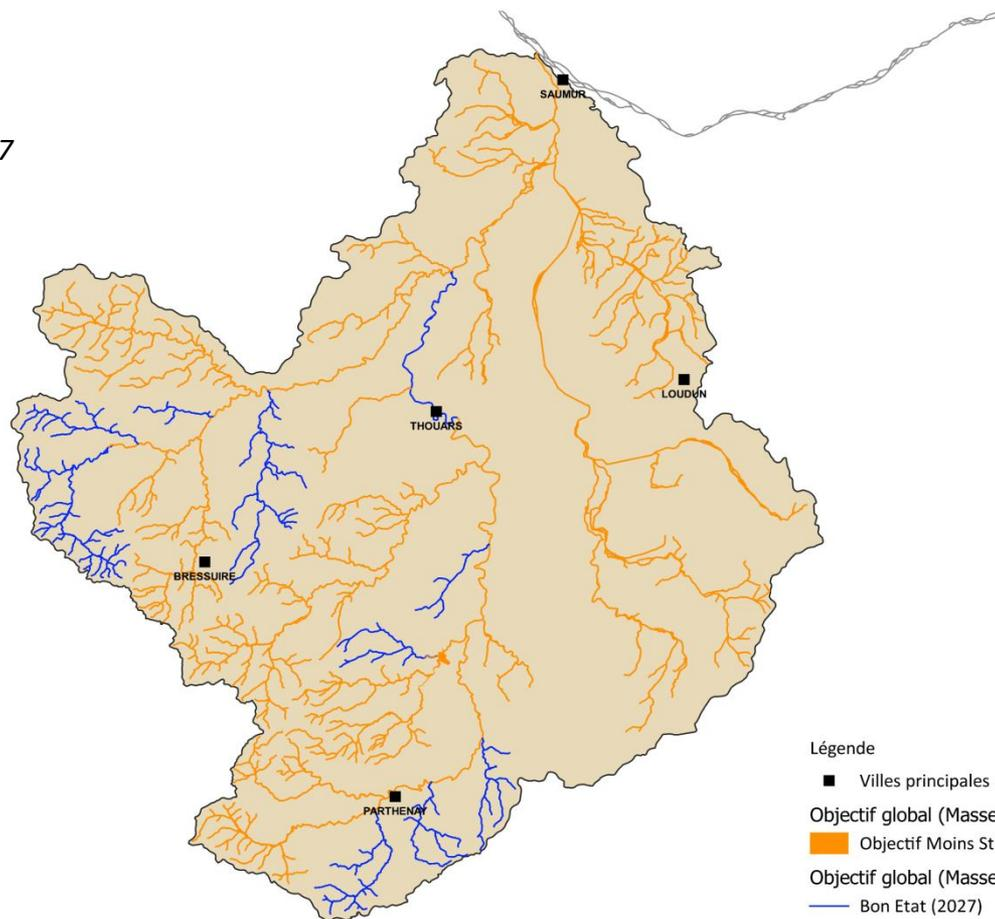 7
SAUMUR
LOUDUN
THOUARS
BRESSUIRE
PARTHENAY
Légende
Villes principales
Objectif global (Masse
Objectif Moins St
Objectif global (Masse
Bon Etat (2027)